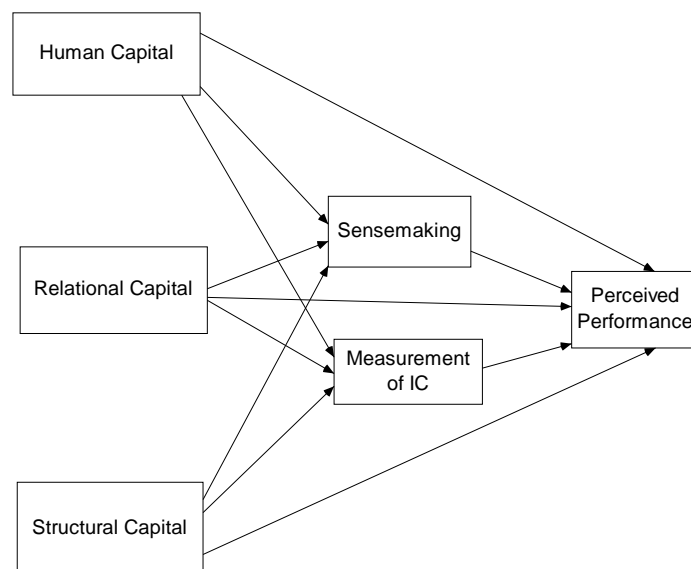 Human Capital
Sensemaking
Relational Capital
Perceived
Performance
Measurement
of IC
Structural Capital